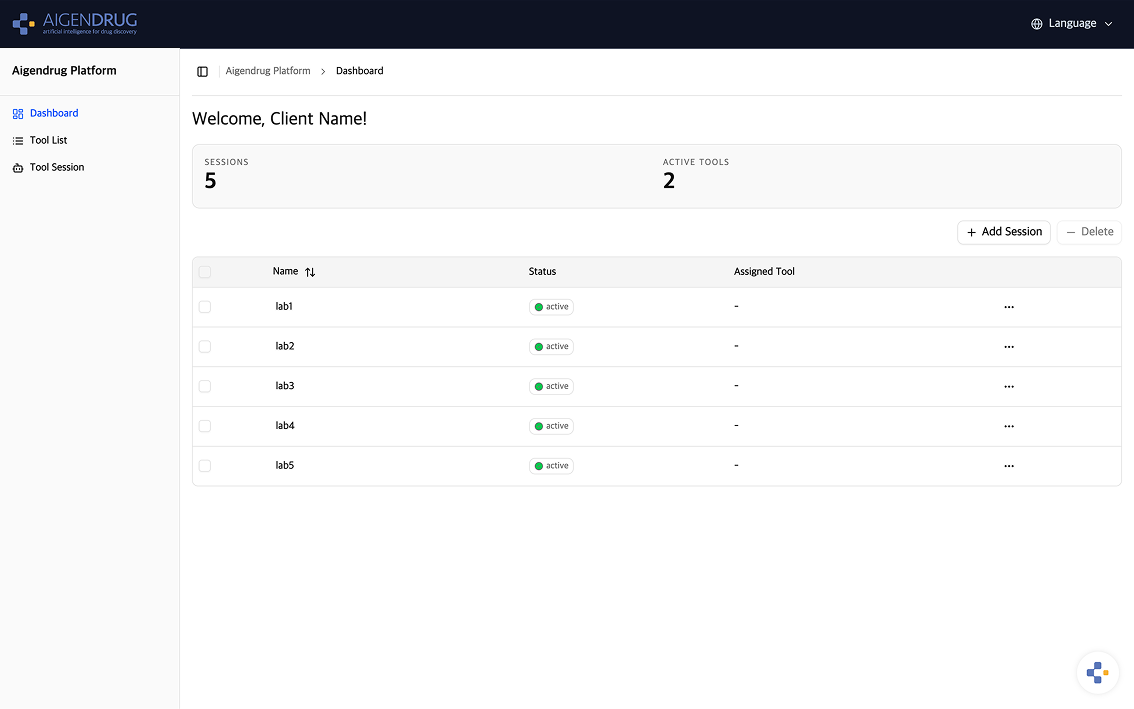 AIGENDRUG
artificial intelligence for drug discovery
Language
Aigendrug Platform
Aigendrug Platform > Dashboard
Dashboard
Tool List
Tool Session
Welcome, Client Name!
SESSIONS ACTIVE TOOLS
5 2
+ Add Session — Delete
Name Status Assigned Tool
lab1 active - ...
lab2 active - ...
lab3 active - ...
lab4 active - ...
lab5 active - ...